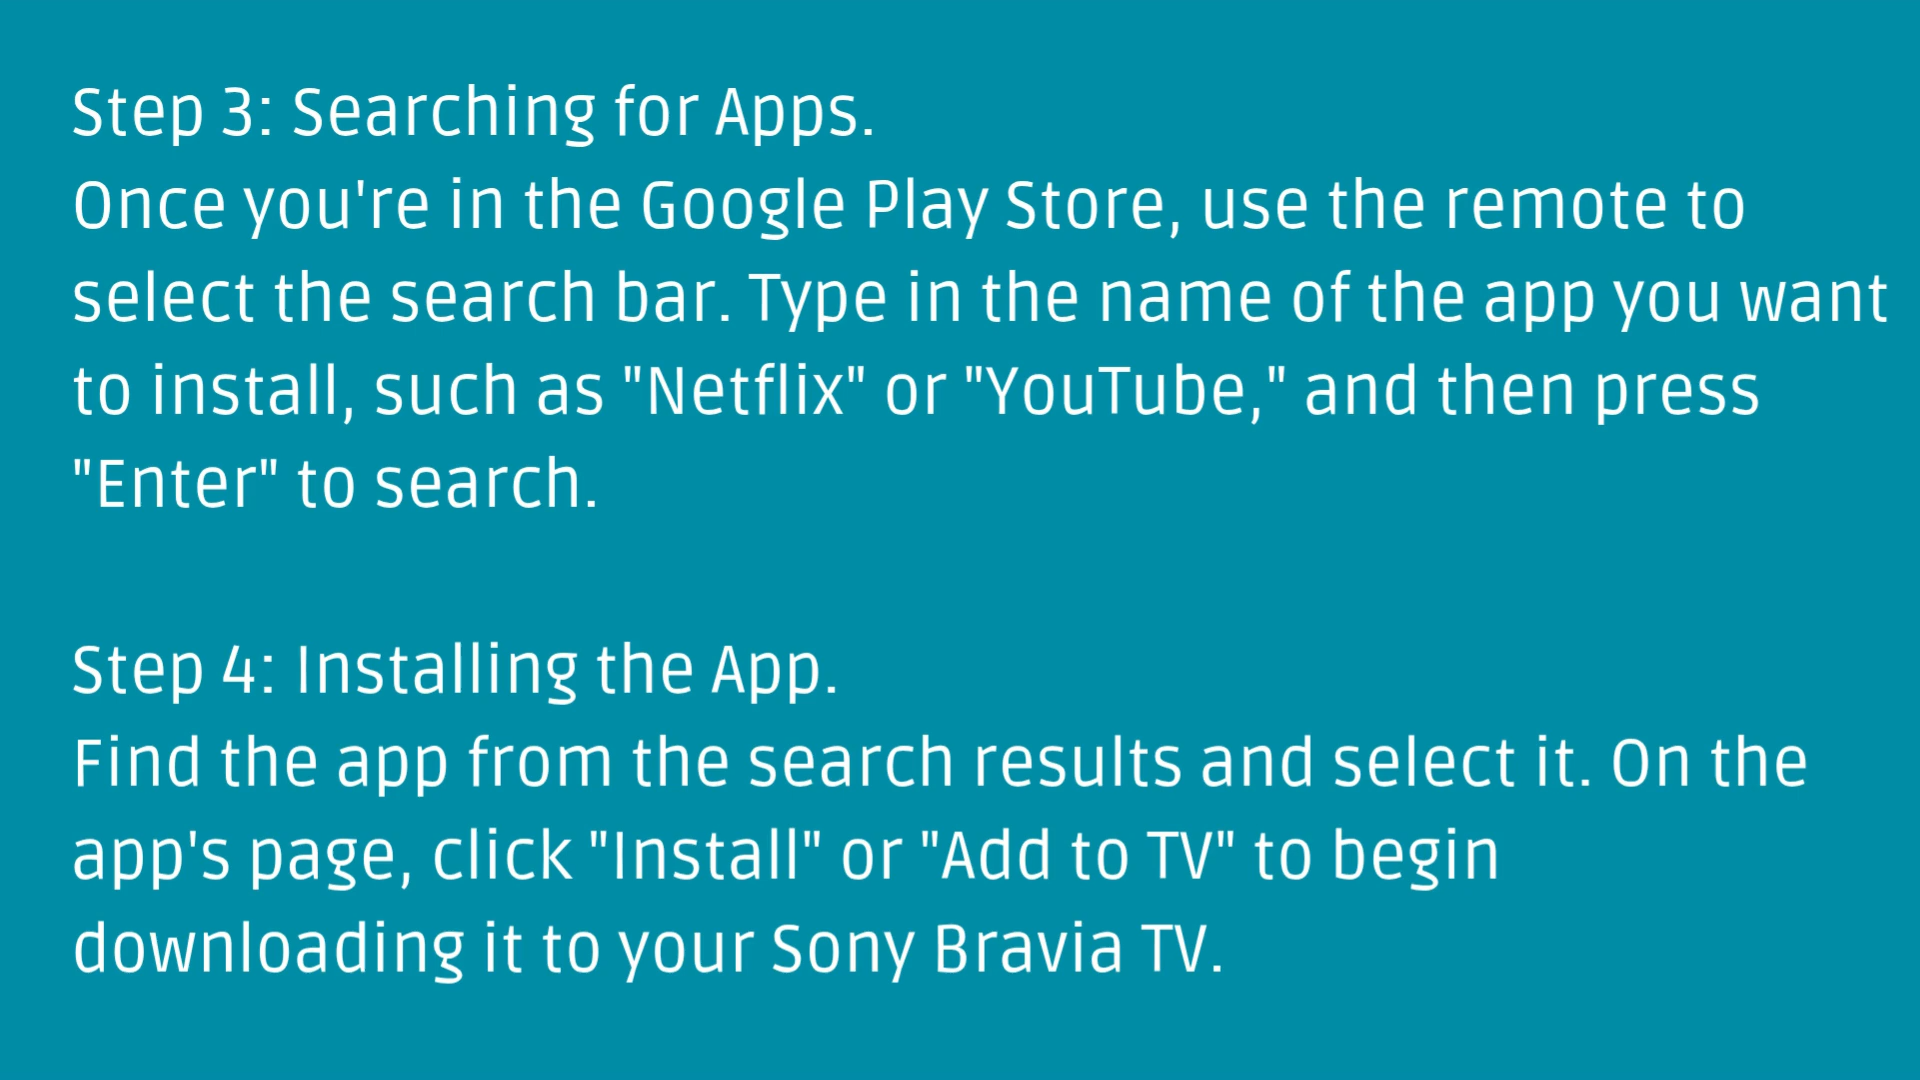 Step 3: Searching for Apps.
Once you're in the Google Play Store, use the remote to
select the search bar. Type in the name of the app you want
to install, such as "Netflix" or "YouTube," and then press
"Enter" to search.
Step 4: Installing the App.
Find the app from the search results and select it. On the
app's page, click "Install" or "Add to TV" to begin
downloading it to your Sony Bravia TV.